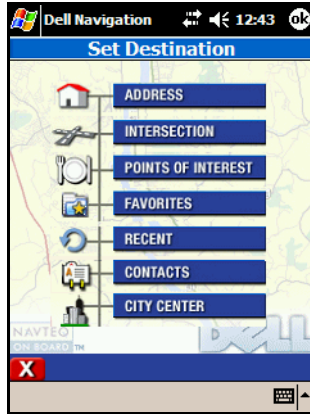 Dell Navigation 12:43 ok
Set Destination
ADDRESS
INTERSECTION
POINTS OF INTEREST
FAVORITES
RECENT
CONTACTS
CITY CENTER
NAVTEQ
ON BOARD TM
DELL
X